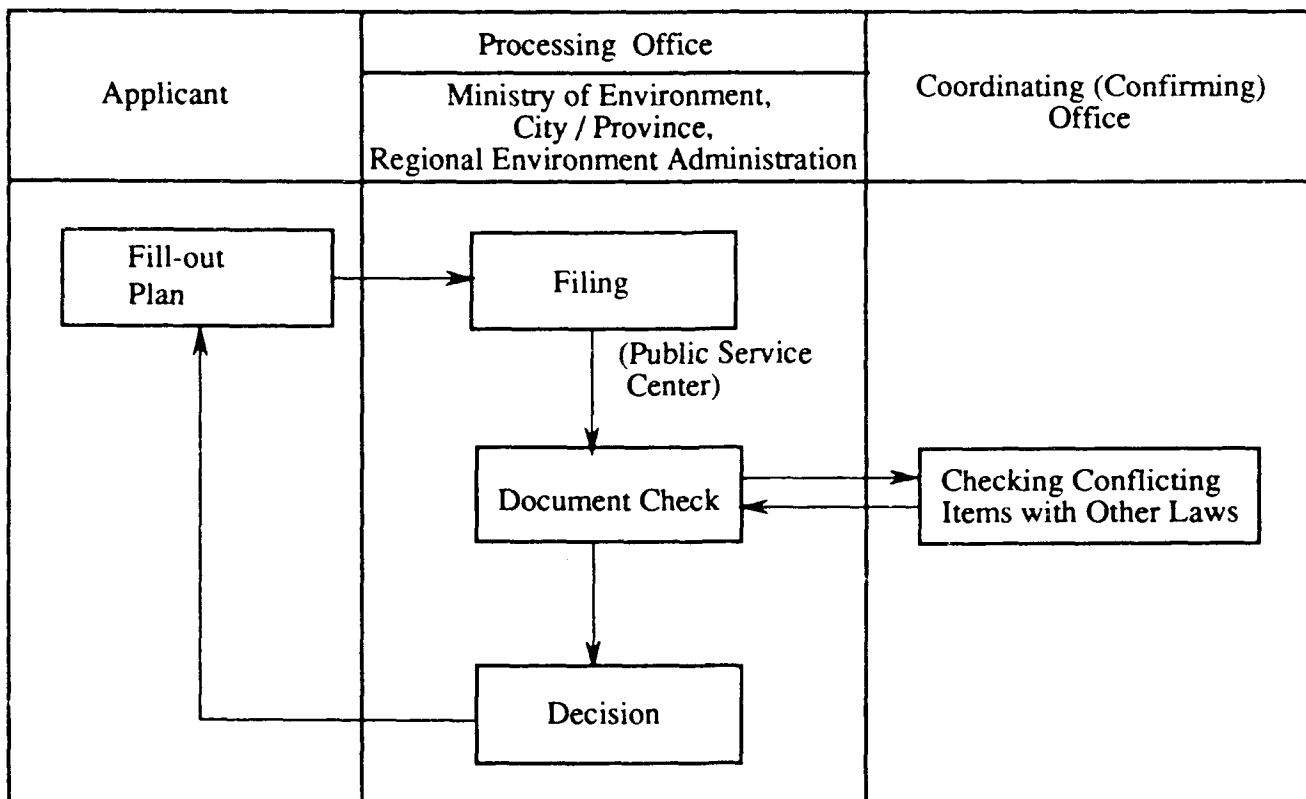 Applicant
Processing Office
Ministry of Environment,
City / Province,
Regional Environment Administration
Coordinating (Confirming)
Office
Fill-out
Plan
Filing
(Public Service
Center)
Document Check
Checking Conflicting
Items with Other Laws
Decision